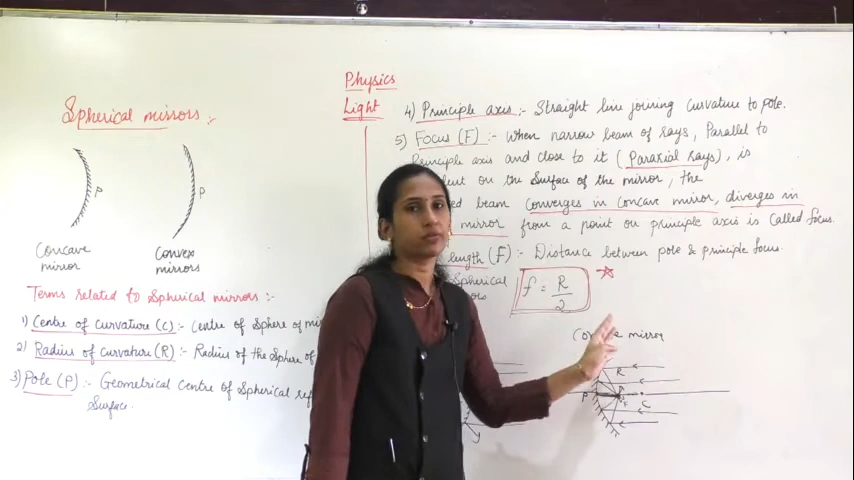 Physics
Light
Spherical mirrors :-
P
P
Concave
mirror
Convex
mirrors
Terms related to Spherical mirrors :-
1) Centre of curvature (C) :- Centre of Sphere of mi
2) Radius of curvature (R) :- Radius of the Sphere of
3) Pole (P) :- Geometrical Centre of Spherical ref
Surface.
4) Principle axis :- Straight line joining curvature to pole.
5) Focus (F) :- When narrow beam of rays, Parallel to
Principle axis and close to it (Paraxial rays), is
on the Surface of the mirror, the
beam Converges in concave mirror, diverges in
mirror from a point on principle axis is called focus.
length (F) :- Distance between pole & principle focus.
Spherical
f = R/2
mirror
R
P
F
C